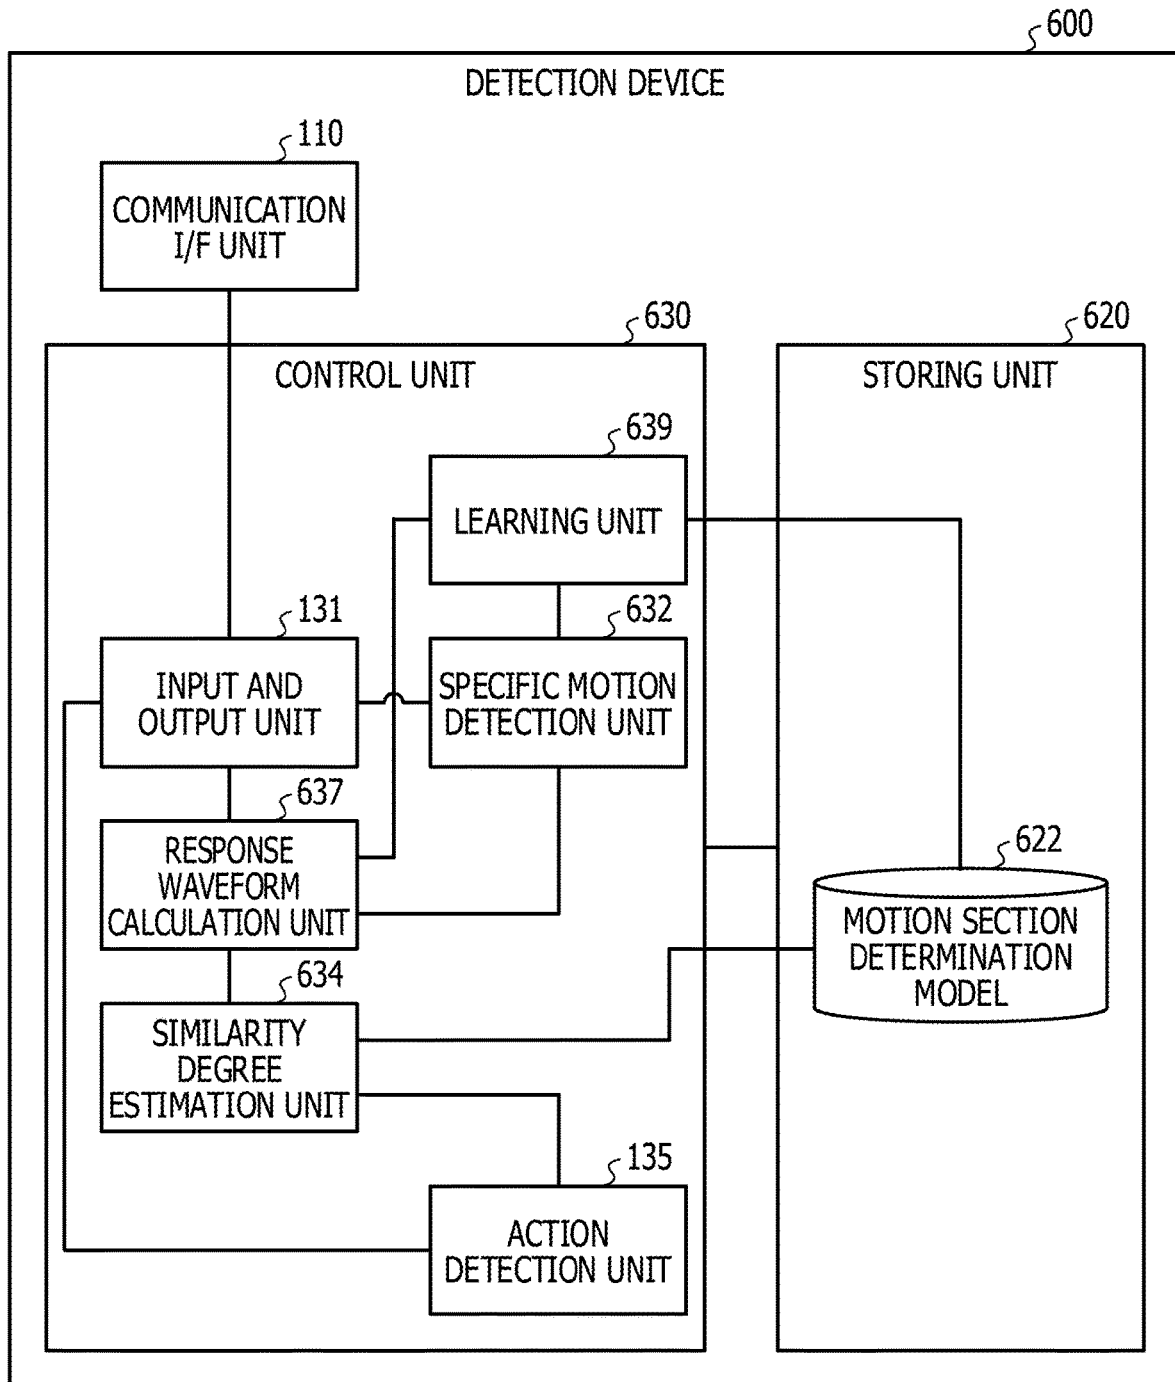 600
DETECTION DEVICE
110
COMMUNICATION
I/F UNIT
630
CONTROL UNIT
620
STORING UNIT
639
LEARNING UNIT
131
INPUT AND
OUTPUT UNIT
632
SPECIFIC MOTION
DETECTION UNIT
637
RESPONSE
WAVEFORM
CALCULATION UNIT
622
MOTION SECTION
DETERMINATION
MODEL
634
SIMILARITY
DEGREE
ESTIMATION UNIT
135
ACTION
DETECTION UNIT